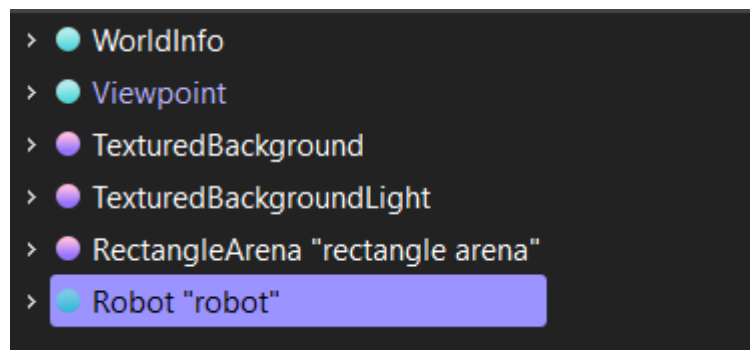 WorldInfo
Viewpoint
TexturedBackground
TexturedBackgroundLight
RectangleArena "rectangle arena"
Robot "robot"